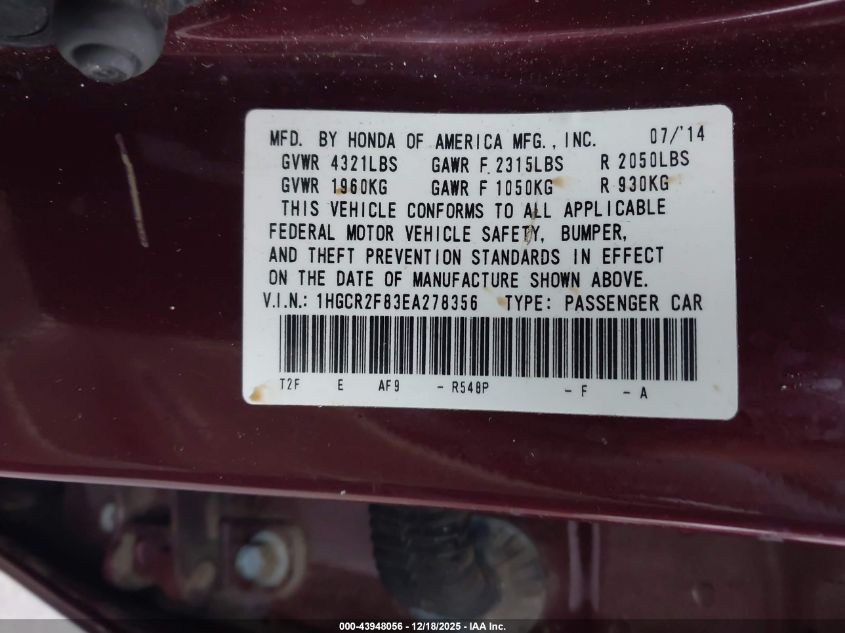 MFD. BY HONDA OF AMERICA MFG., INC. 07/'14
GVWR 4321LBS GAWR F 2315LBS R 2050LBS
GVWR 1960KG GAWR F 1050KG R 930KG
THIS VEHICLE CONFORMS TO ALL APPLICABLE
FEDERAL MOTOR VEHICLE SAFETY, BUMPER,
AND THEFT PREVENTION STANDARDS IN EFFECT
ON THE DATE OF MANUFACTURE SHOWN ABOVE.
V.I.N.: 1HGCR2F83EA278356 TYPE: PASSENGER CAR
T2F E AF9 - R548P - F - A
000-43948056 - 12/18/2025 - IAA Inc.